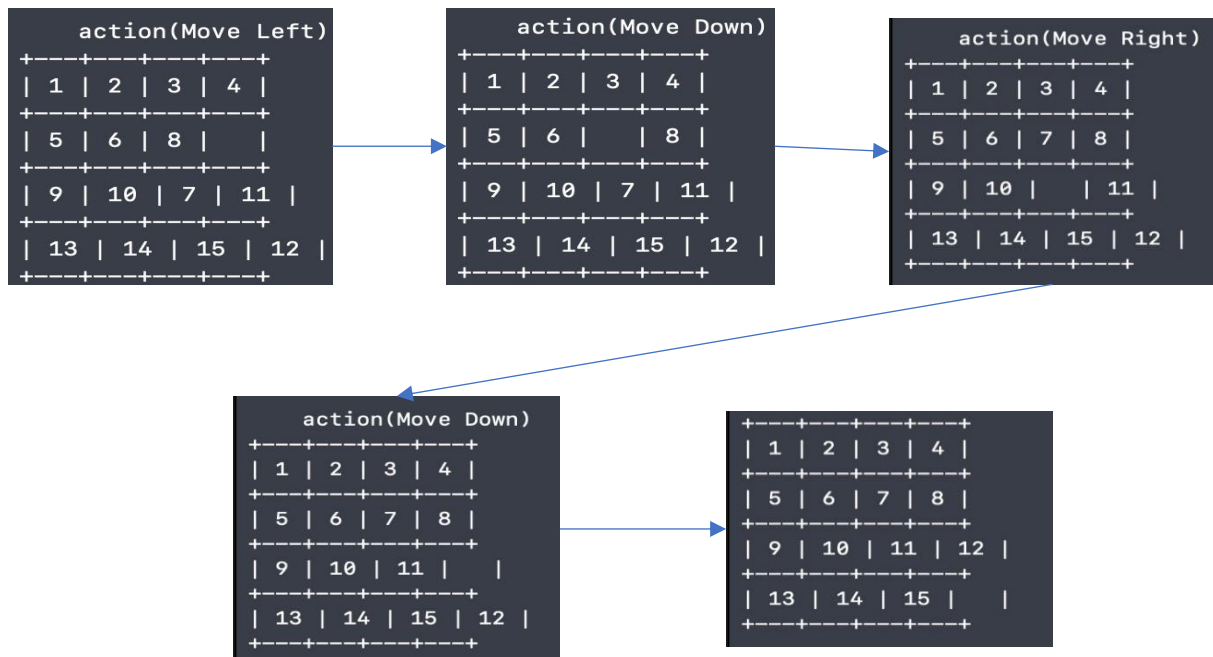 action(Move Left)
+---+---+---+---+
| 1 | 2 | 3 | 4 |
+---+---+---+---+
| 5 | 6 | 8 |   |
+---+---+---+---+
| 9 | 10 | 7 | 11 |
+---+---+---+---+
| 13 | 14 | 15 | 12 |
+---+---+---+---+
action(Move Down)
+---+---+---+---+
| 1 | 2 | 3 | 4 |
+---+---+---+---+
| 5 | 6 |   | 8 |
+---+---+---+---+
| 9 | 10 | 7 | 11 |
+---+---+---+---+
| 13 | 14 | 15 | 12 |
+---+---+---+---+
action(Move Right)
+---+---+---+---+
| 1 | 2 | 3 | 4 |
+---+---+---+---+
| 5 | 6 | 7 | 8 |
+---+---+---+---+
| 9 | 10 |   | 11 |
+---+---+---+---+
| 13 | 14 | 15 | 12 |
+---+---+---+---+
action(Move Down)
+---+---+---+---+
| 1 | 2 | 3 | 4 |
+---+---+---+---+
| 5 | 6 | 7 | 8 |
+---+---+---+---+
| 9 | 10 | 11 |   |
+---+---+---+---+
| 13 | 14 | 15 | 12 |
+---+---+---+---+
+---+---+---+---+
| 1 | 2 | 3 | 4 |
+---+---+---+---+
| 5 | 6 | 7 | 8 |
+---+---+---+---+
| 9 | 10 | 11 | 12 |
+---+---+---+---+
| 13 | 14 | 15 |   |
+---+---+---+---+